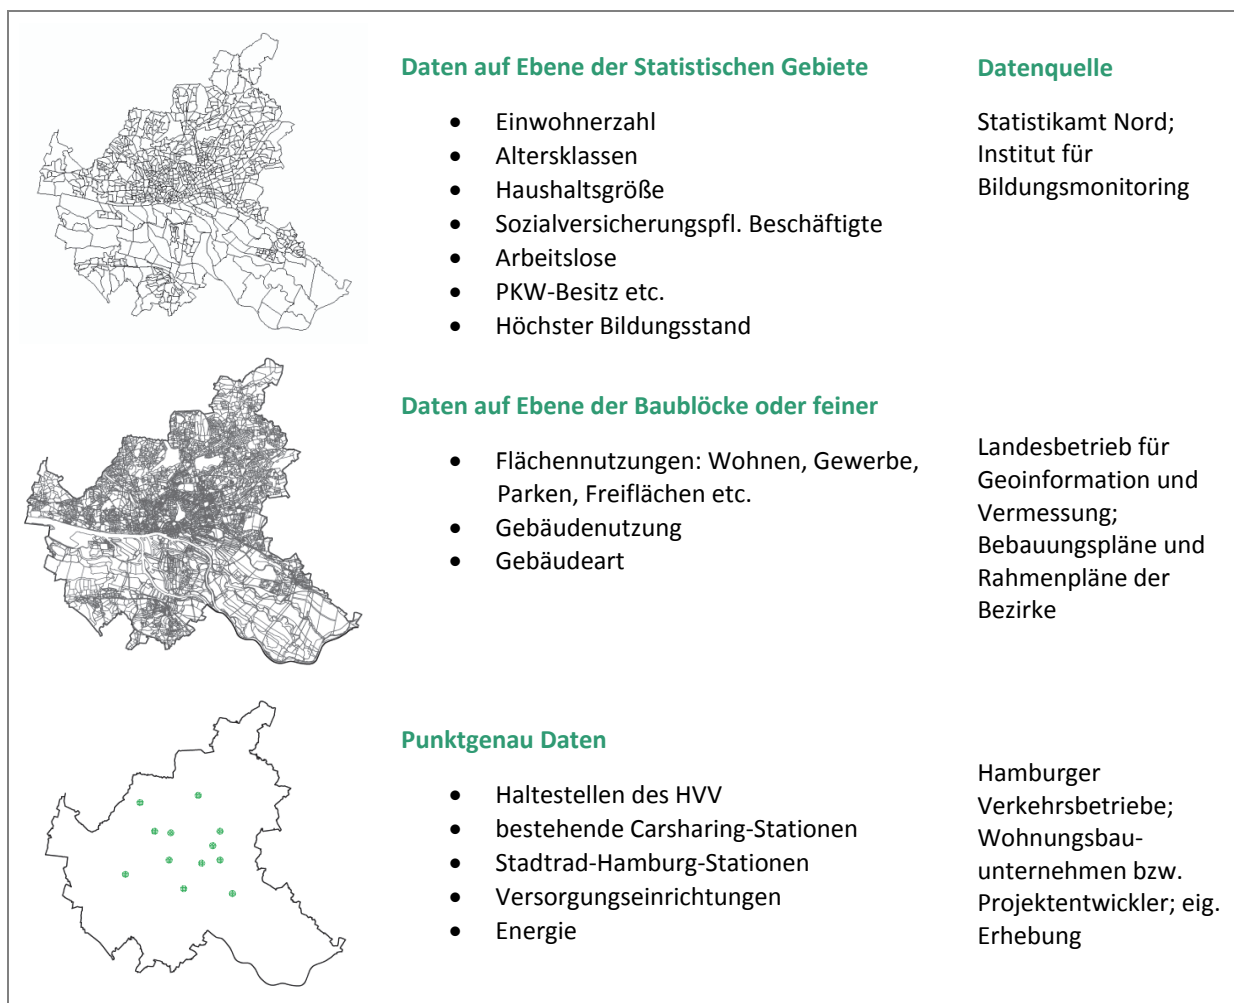 Daten auf Ebene der Statistischen Gebiete
• Einwohnerzahl
• Altersklassen
• Haushaltsgröße
• Sozialversicherungspfl. Beschäftigte
• Arbeitslose
• PKW-Besitz etc.
• Höchster Bildungsstand
Datenquelle
Statistikamt Nord;
Institut für
Bildungsmonitoring
Daten auf Ebene der Baublöcke oder feiner
• Flächennutzungen: Wohnen, Gewerbe,
Parken, Freiflächen etc.
• Gebäudenutzung
• Gebäudeart
Landesbetrieb für
Geoinformation und
Vermessung;
Bebauungspläne und
Rahmenpläne der
Bezirke
Punktgenau Daten
• Haltestellen des HVV
• bestehende Carsharing-Stationen
• Stadtrad-Hamburg-Stationen
• Versorgungseinrichtungen
• Energie
Hamburger
Verkehrsbetriebe;
Wohnungsbau-
unternehmen bzw.
Projektentwickler; eig.
Erhebung